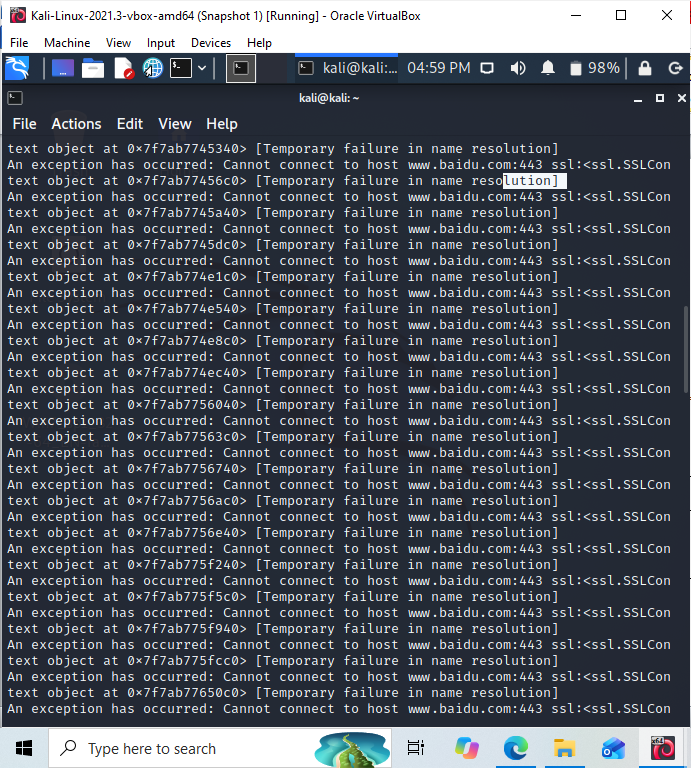 Kali-Linux-2021.3-vbox-amd64 (Snapshot 1) [Running] - Oracle VirtualBox
File Machine View Input Devices Help
kali@kali:... 04:59 PM 98%
kali@kali: ~
File Actions Edit View Help
text object at 0×7f7ab7745340> [Temporary failure in name resolution]
An exception has occurred: Cannot connect to host www.baidu.com:443 ssl:<ssl.SSLCon
text object at 0×7f7ab77456c0> [Temporary failure in name resolution]
An exception has occurred: Cannot connect to host www.baidu.com:443 ssl:<ssl.SSLCon
text object at 0×7f7ab7745a40> [Temporary failure in name resolution]
An exception has occurred: Cannot connect to host www.baidu.com:443 ssl:<ssl.SSLCon
text object at 0×7f7ab7745dc0> [Temporary failure in name resolution]
An exception has occurred: Cannot connect to host www.baidu.com:443 ssl:<ssl.SSLCon
text object at 0×7f7ab774e1c0> [Temporary failure in name resolution]
An exception has occurred: Cannot connect to host www.baidu.com:443 ssl:<ssl.SSLCon
text object at 0×7f7ab774e540> [Temporary failure in name resolution]
An exception has occurred: Cannot connect to host www.baidu.com:443 ssl:<ssl.SSLCon
text object at 0×7f7ab774e8c0> [Temporary failure in name resolution]
An exception has occurred: Cannot connect to host www.baidu.com:443 ssl:<ssl.SSLCon
text object at 0×7f7ab774ec40> [Temporary failure in name resolution]
An exception has occurred: Cannot connect to host www.baidu.com:443 ssl:<ssl.SSLCon
text object at 0×7f7ab7756040> [Temporary failure in name resolution]
An exception has occurred: Cannot connect to host www.baidu.com:443 ssl:<ssl.SSLCon
text object at 0×7f7ab77563c0> [Temporary failure in name resolution]
An exception has occurred: Cannot connect to host www.baidu.com:443 ssl:<ssl.SSLCon
text object at 0×7f7ab7756740> [Temporary failure in name resolution]
An exception has occurred: Cannot connect to host www.baidu.com:443 ssl:<ssl.SSLCon
text object at 0×7f7ab7756ac0> [Temporary failure in name resolution]
An exception has occurred: Cannot connect to host www.baidu.com:443 ssl:<ssl.SSLCon
text object at 0×7f7ab7756e40> [Temporary failure in name resolution]
An exception has occurred: Cannot connect to host www.baidu.com:443 ssl:<ssl.SSLCon
text object at 0×7f7ab775f240> [Temporary failure in name resolution]
An exception has occurred: Cannot connect to host www.baidu.com:443 ssl:<ssl.SSLCon
text object at 0×7f7ab775f5c0> [Temporary failure in name resolution]
An exception has occurred: Cannot connect to host www.baidu.com:443 ssl:<ssl.SSLCon
text object at 0×7f7ab775f940> [Temporary failure in name resolution]
An exception has occurred: Cannot connect to host www.baidu.com:443 ssl:<ssl.SSLCon
text object at 0×7f7ab775fcc0> [Temporary failure in name resolution]
An exception has occurred: Cannot connect to host www.baidu.com:443 ssl:<ssl.SSLCon
text object at 0×7f7ab77650c0> [Temporary failure in name resolution]
An exception has occurred: Cannot connect to host www.baidu.com:443 ssl:<ssl.SSLCon
Type here to search
x64